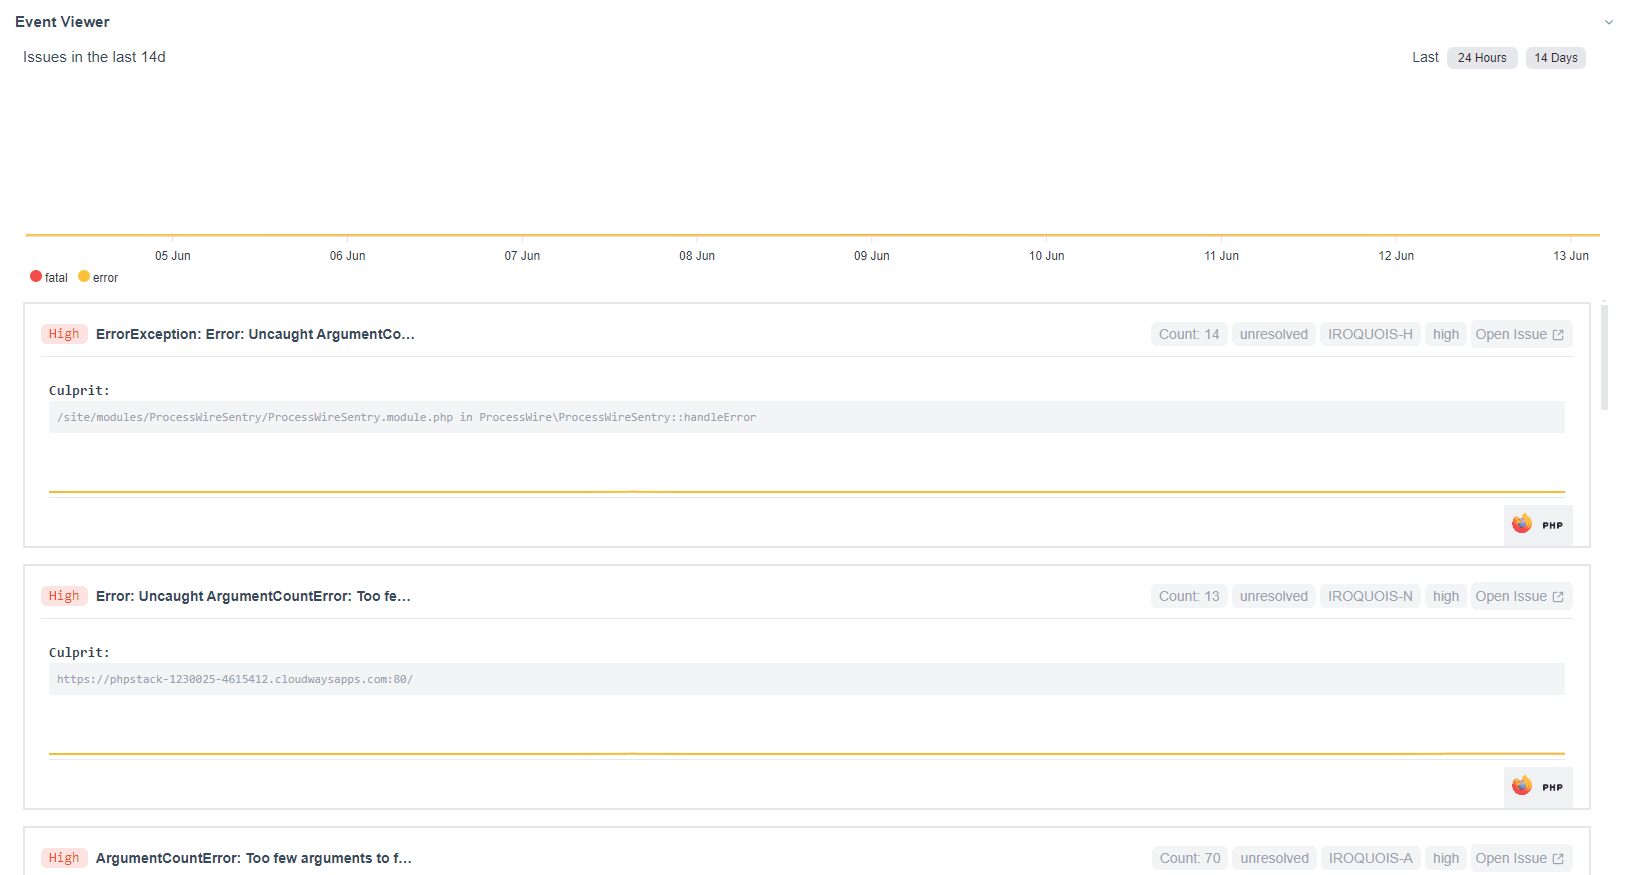 Event Viewer
Issues in the last 14d
Last 24 Hours 14 Days
05 Jun 06 Jun 07 Jun 08 Jun 09 Jun 10 Jun 11 Jun 12 Jun 13 Jun
fatal error
High ErrorException: Error: Uncaught ArgumentCo... Count: 14 unresolved IROQUOIS-H high Open Issue
Culprit:
/site/modules/ProcessWireSentry/ProcessWireSentry.module.php in ProcessWire\ProcessWireSentry::handleError
PHP
High Error: Uncaught ArgumentCountError: Too fe... Count: 13 unresolved IROQUOIS-N high Open Issue
Culprit:
https://phpstack-1230025-4615412.cloudwaysapps.com:80/
PHP
High ArgumentCountError: Too few arguments to f... Count: 70 unresolved IROQUOIS-A high Open Issue